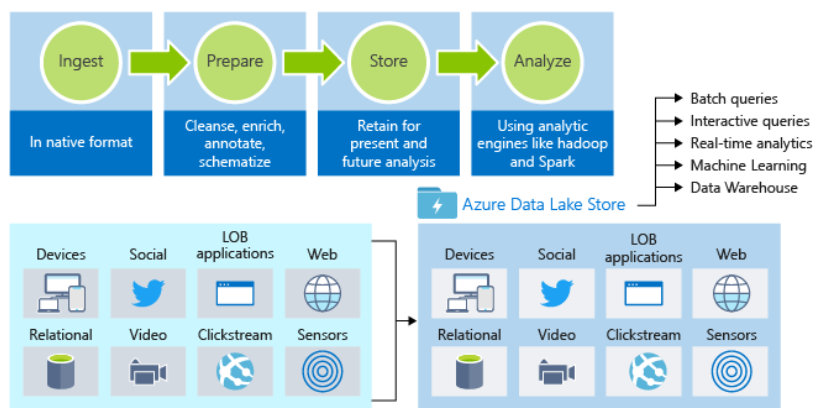 Ingest
Prepare
Store
Analyze
In native format
Cleanse, enrich,
annotate,
schematize
Retain for
present and
future analysis
Using analytic
engines like hadoop
and Spark
Batch queries
Interactive queries
Real-time analytics
Machine Learning
Data Warehouse
Azure Data Lake Store
Devices
Social
LOB
applications
Web
Relational
Video
Clickstream
Sensors
Devices
Social
LOB
applications
Web
Relational
Video
Clickstream
Sensors